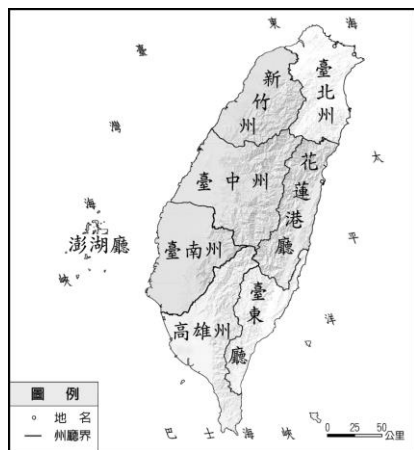 東海
臺灣海峽
太平洋
巴士海峽
新竹州
臺北州
臺中州
花蓮港廳
澎湖廳
臺南州
臺東廳
高雄州
圖 例
地 名
州廳界
0 25 50公里